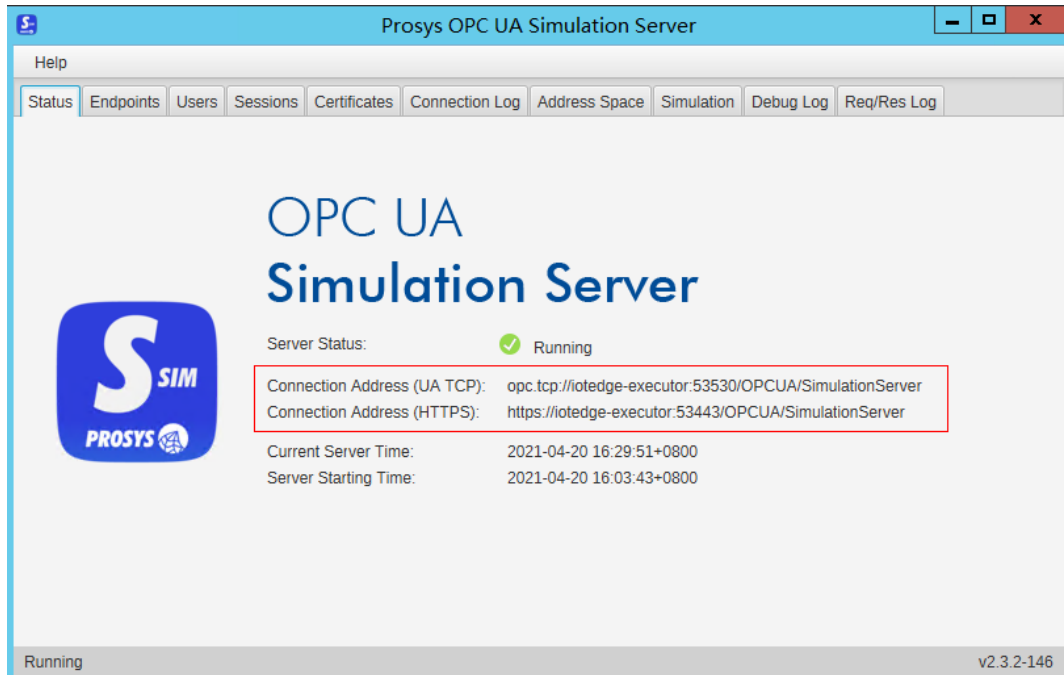 Prosys OPC UA Simulation Server
Help
Status Endpoints Users Sessions Certificates Connection Log Address Space Simulation Debug Log Req/Res Log
OPC UA
Simulation Server
S SIM
PROSYS
Server Status: Running
Connection Address (UA TCP): opc.tcp://iotedge-executor:53530/OPCUA/SimulationServer
Connection Address (HTTPS): https://iotedge-executor:53443/OPCUA/SimulationServer
Current Server Time: 2021-04-20 16:29:51+0800
Server Starting Time: 2021-04-20 16:03:43+0800
Running v2.3.2-146